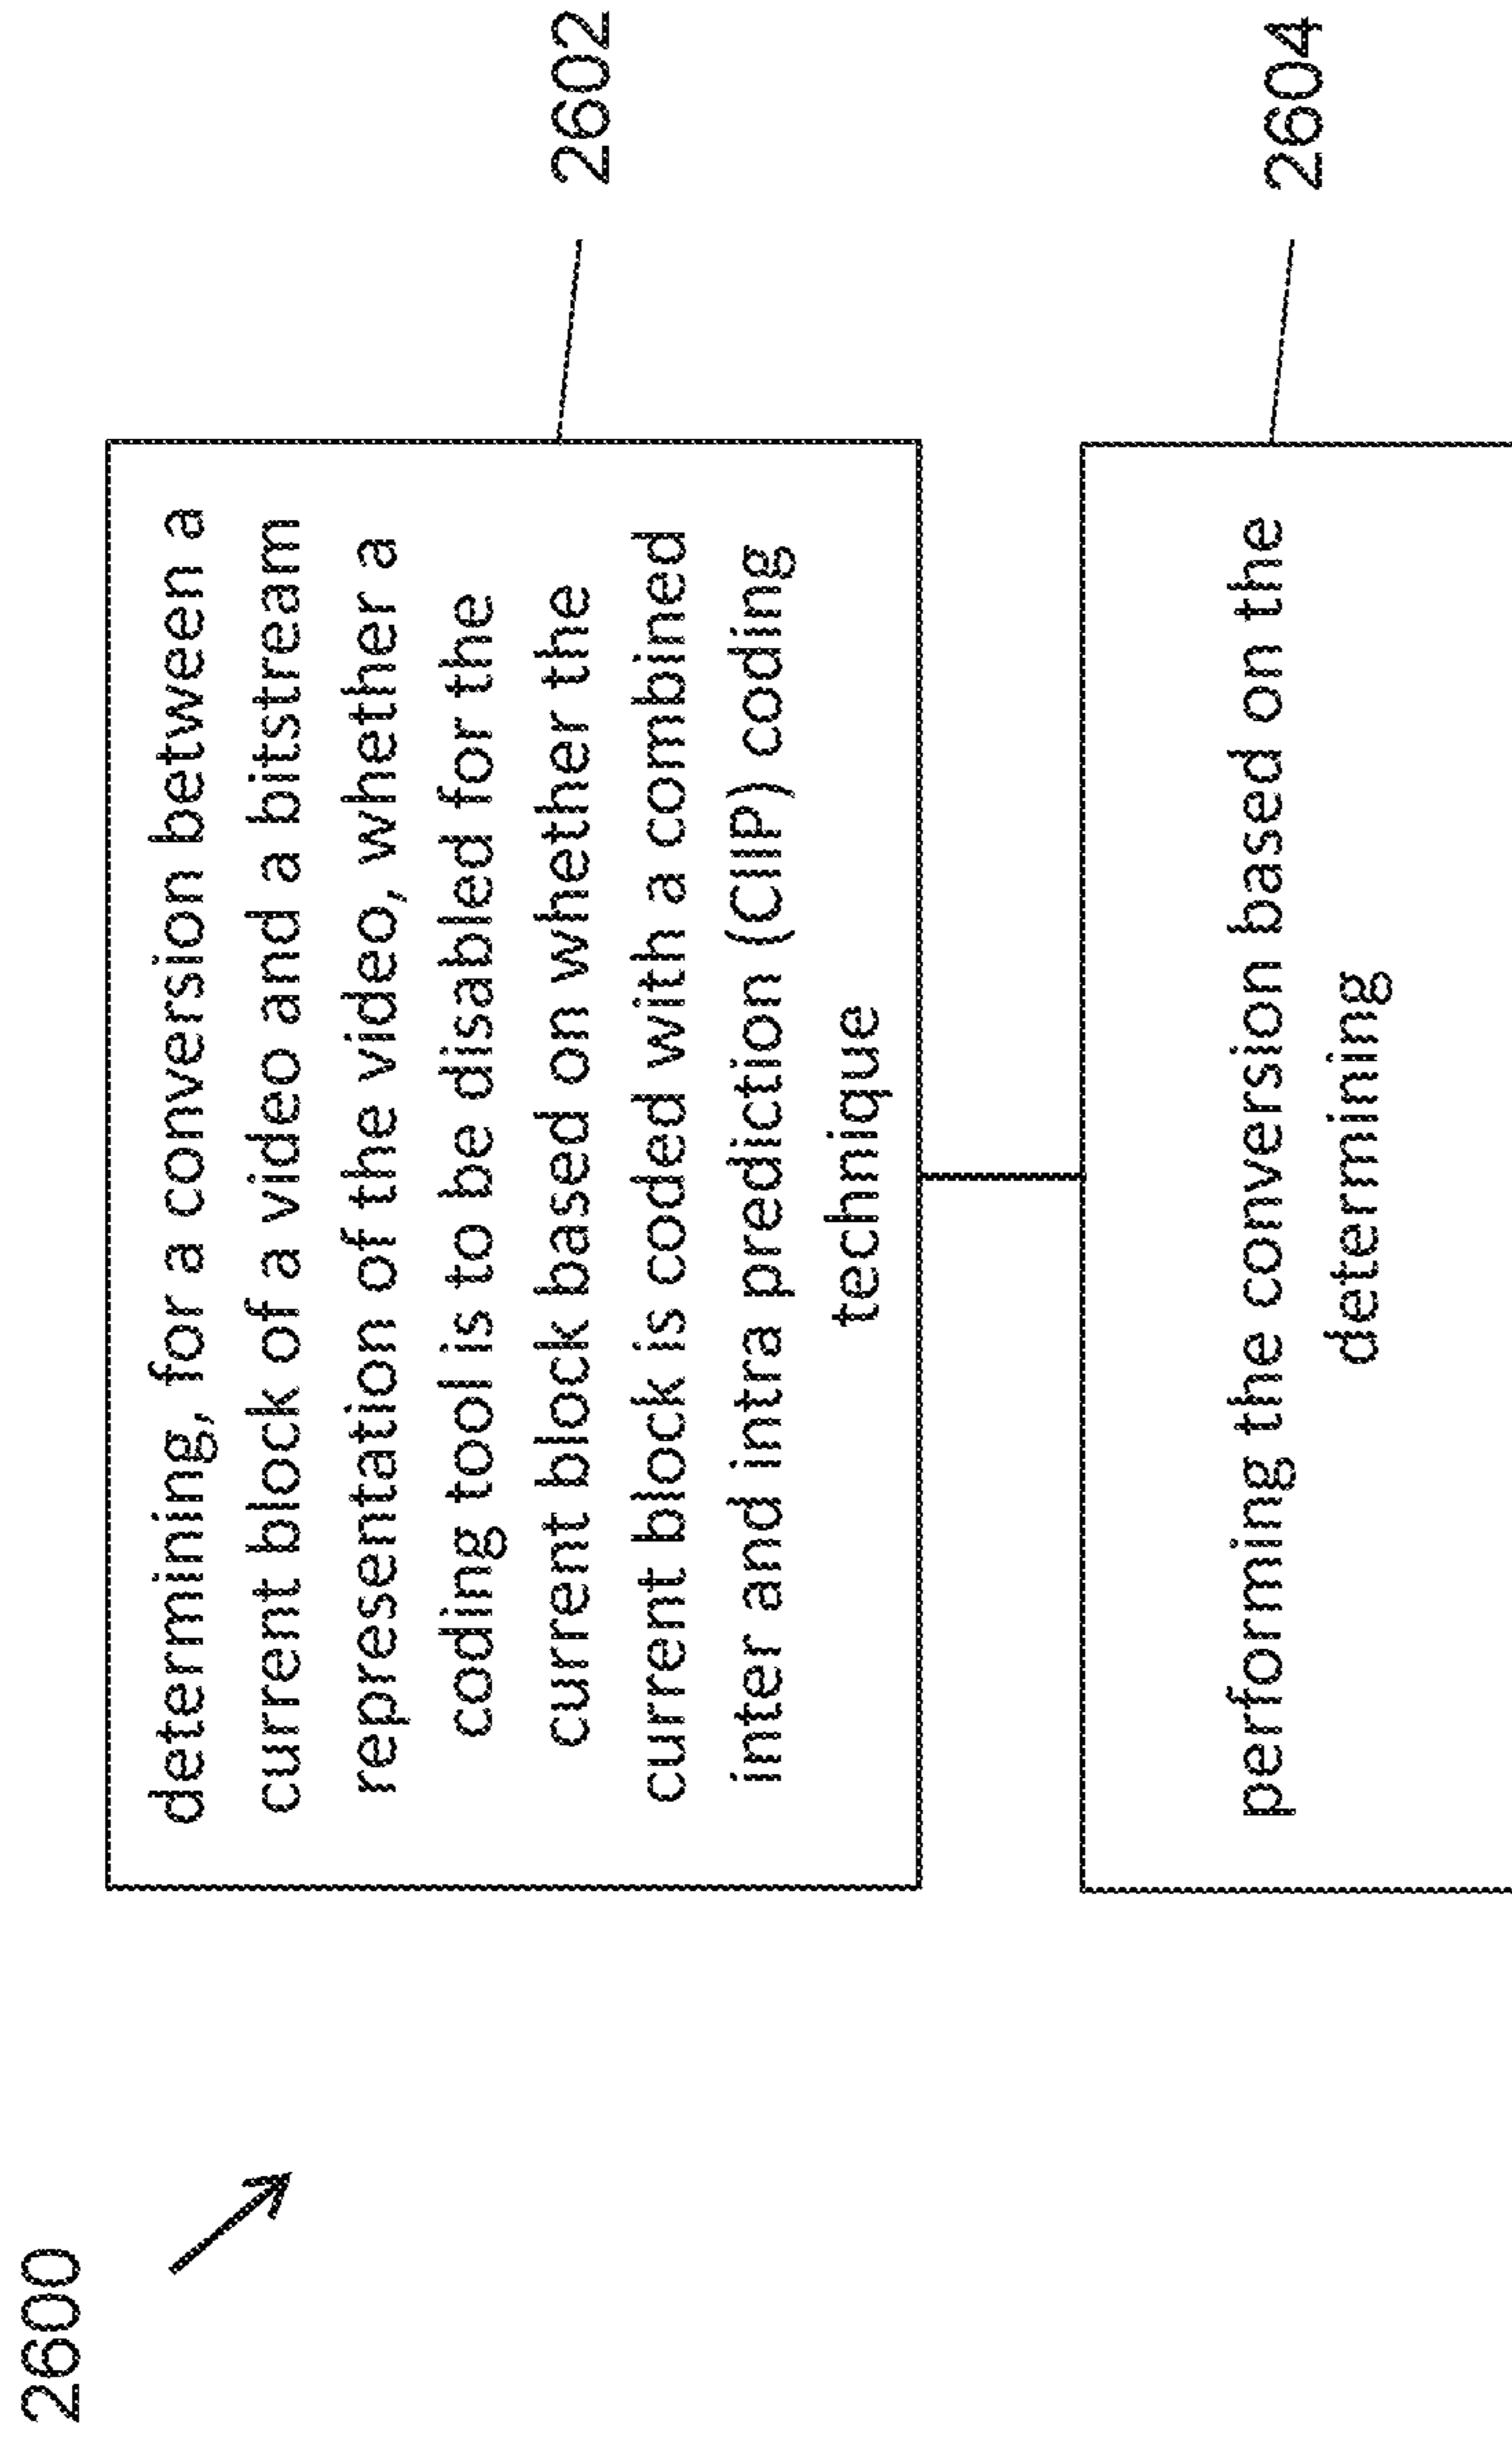 2600
determining, for a conversion between a
current block of a video and a bitstream
representation of the video, whether a
coding tool is to be disabled for the
current block based on whether the
current block is coded with a combined
inter and intra prediction (CIIP) coding
technique
2602
performing the conversion based on the
determining
2604